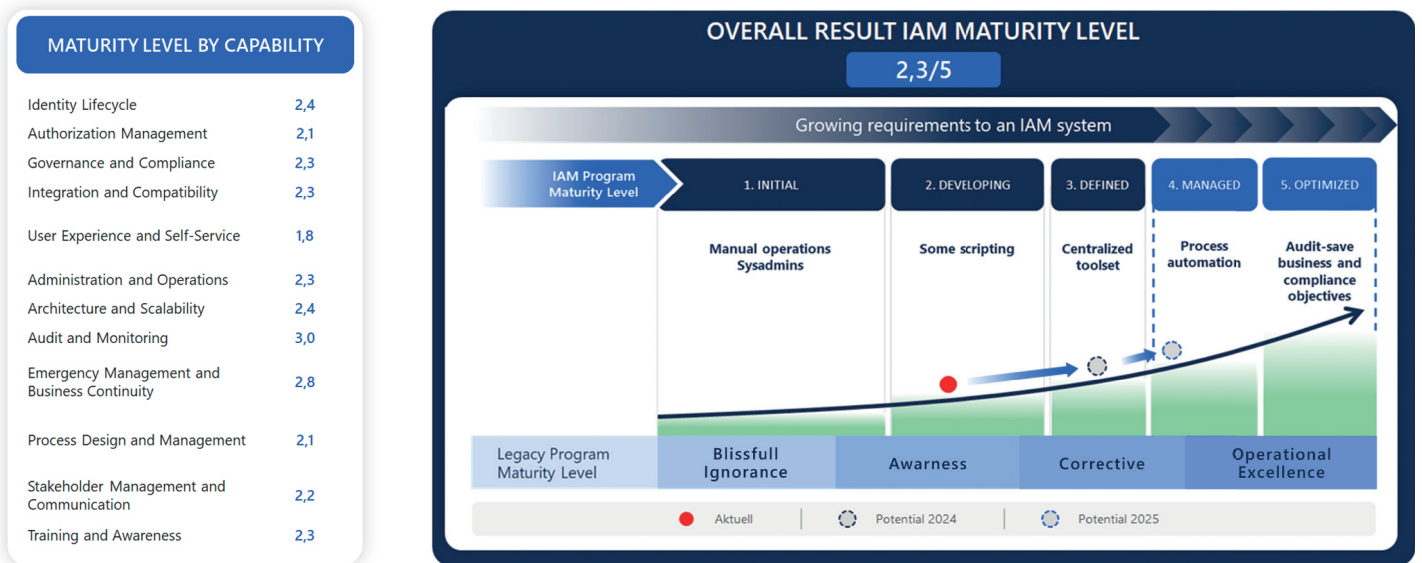 MATURITY LEVEL BY CAPABILITY
Identity Lifecycle 2,4
Authorization Management 2,1
Governance and Compliance 2,3
Integration and Compatibility 2,3
User Experience and Self-Service 1,8
Administration and Operations 2,3
Architecture and Scalability 2,4
Audit and Monitoring 3,0
Emergency Management and
Business Continuity 2,8
Process Design and Management 2,1
Stakeholder Management and
Communication 2,2
Training and Awareness 2,3
OVERALL RESULT IAM MATURITY LEVEL
2,3/5
Growing requirements to an IAM system
IAM Program
Maturity Level
1. INITIAL
2. DEVELOPING
3. DEFINED
4. MANAGED
5. OPTIMIZED
Manual operations
Sysadmins
Some scripting
Centralized
toolset
Process
automation
Audit-save
business and
compliance
objectives
Legacy Program
Maturity Level
Blissfull
Ignorance
Awarness
Corrective
Operational
Excellence
Aktuell
Potential 2024
Potential 2025